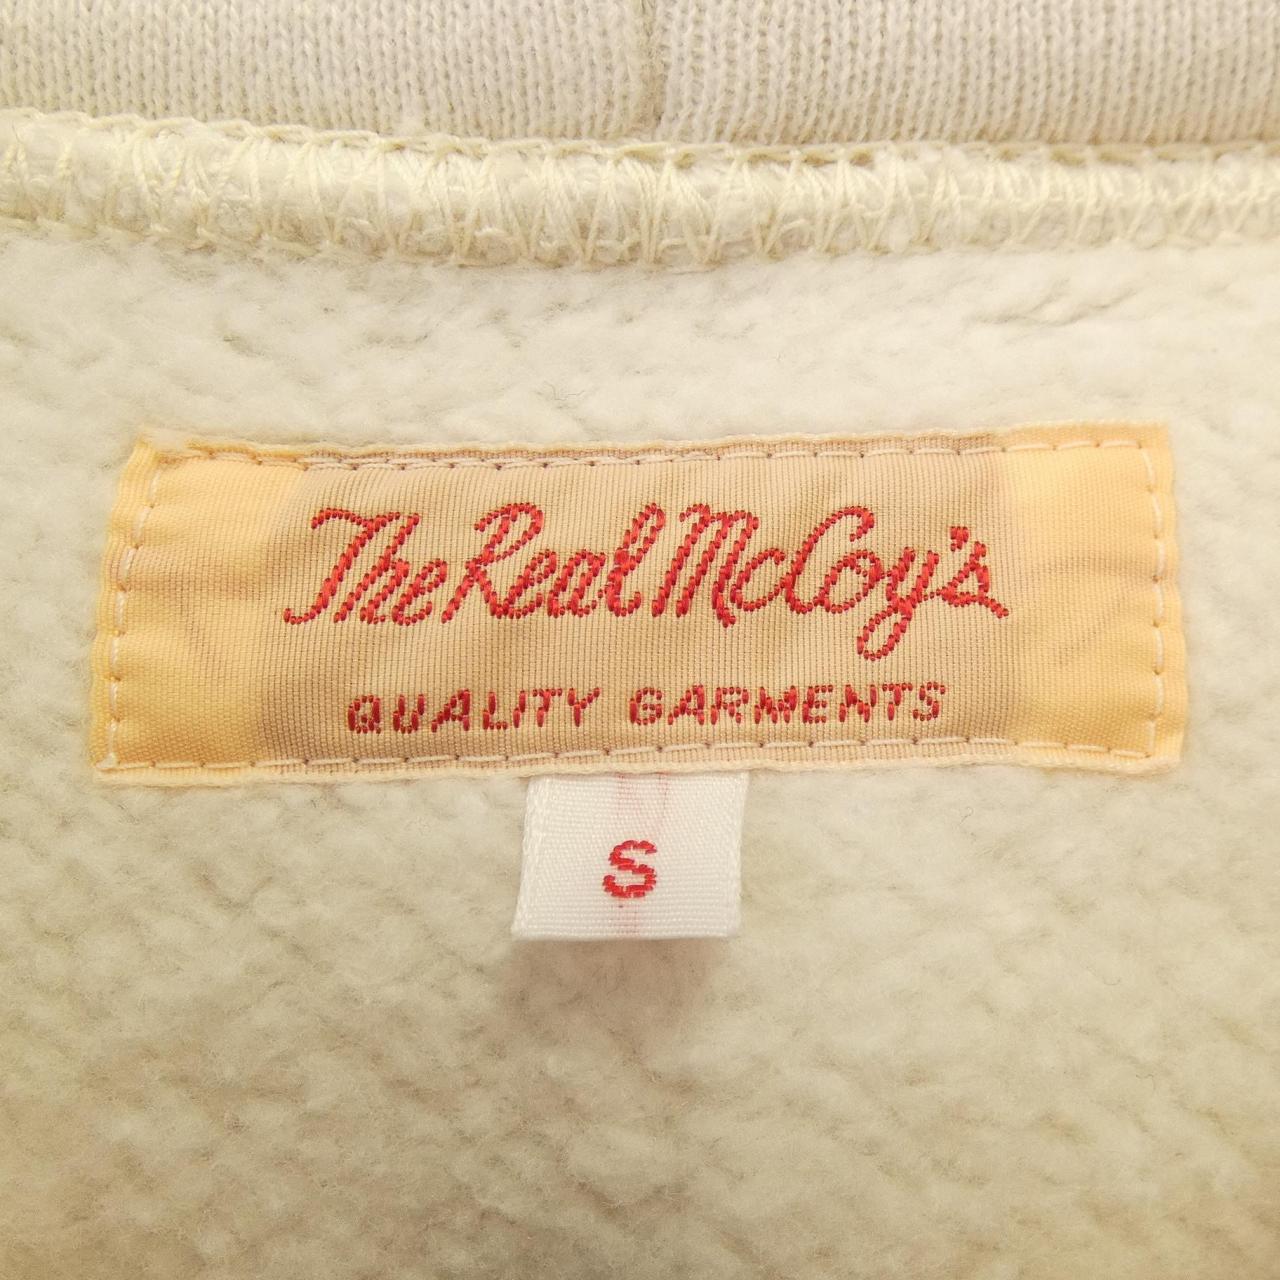 The Real McCoy's
QUALITY GARMENTS
S